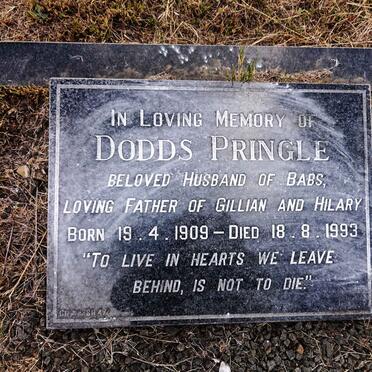 IN LOVING MEMORY OF
DODDS PRINGLE
BELOVED HUSBAND OF BABS,
LOVING FATHER OF GILLIAN AND HILARY
BORN 19.4.1909 - DIED 18.8.1993
"TO LIVE IN HEARTS WE LEAVE
BEHIND, IS NOT TO DIE."